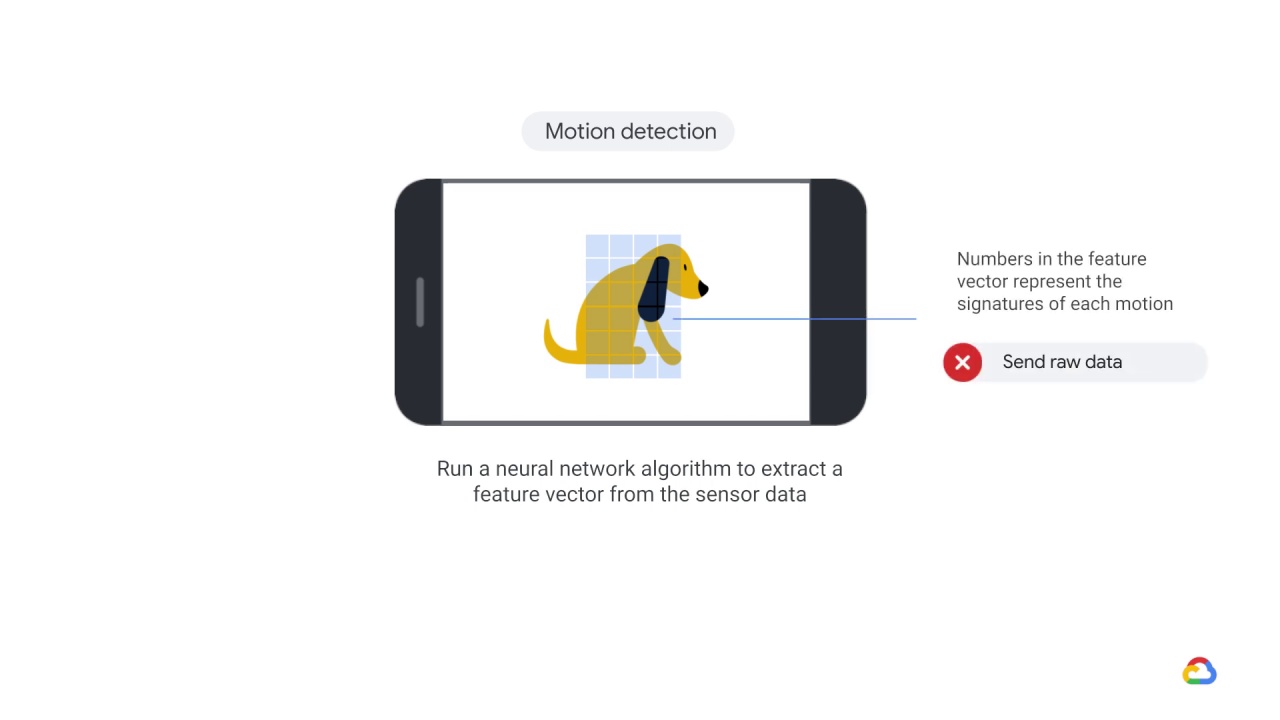 Motion detection
Numbers in the feature
vector represent the
signatures of each motion
Send raw data
Run a neural network algorithm to extract a
feature vector from the sensor data